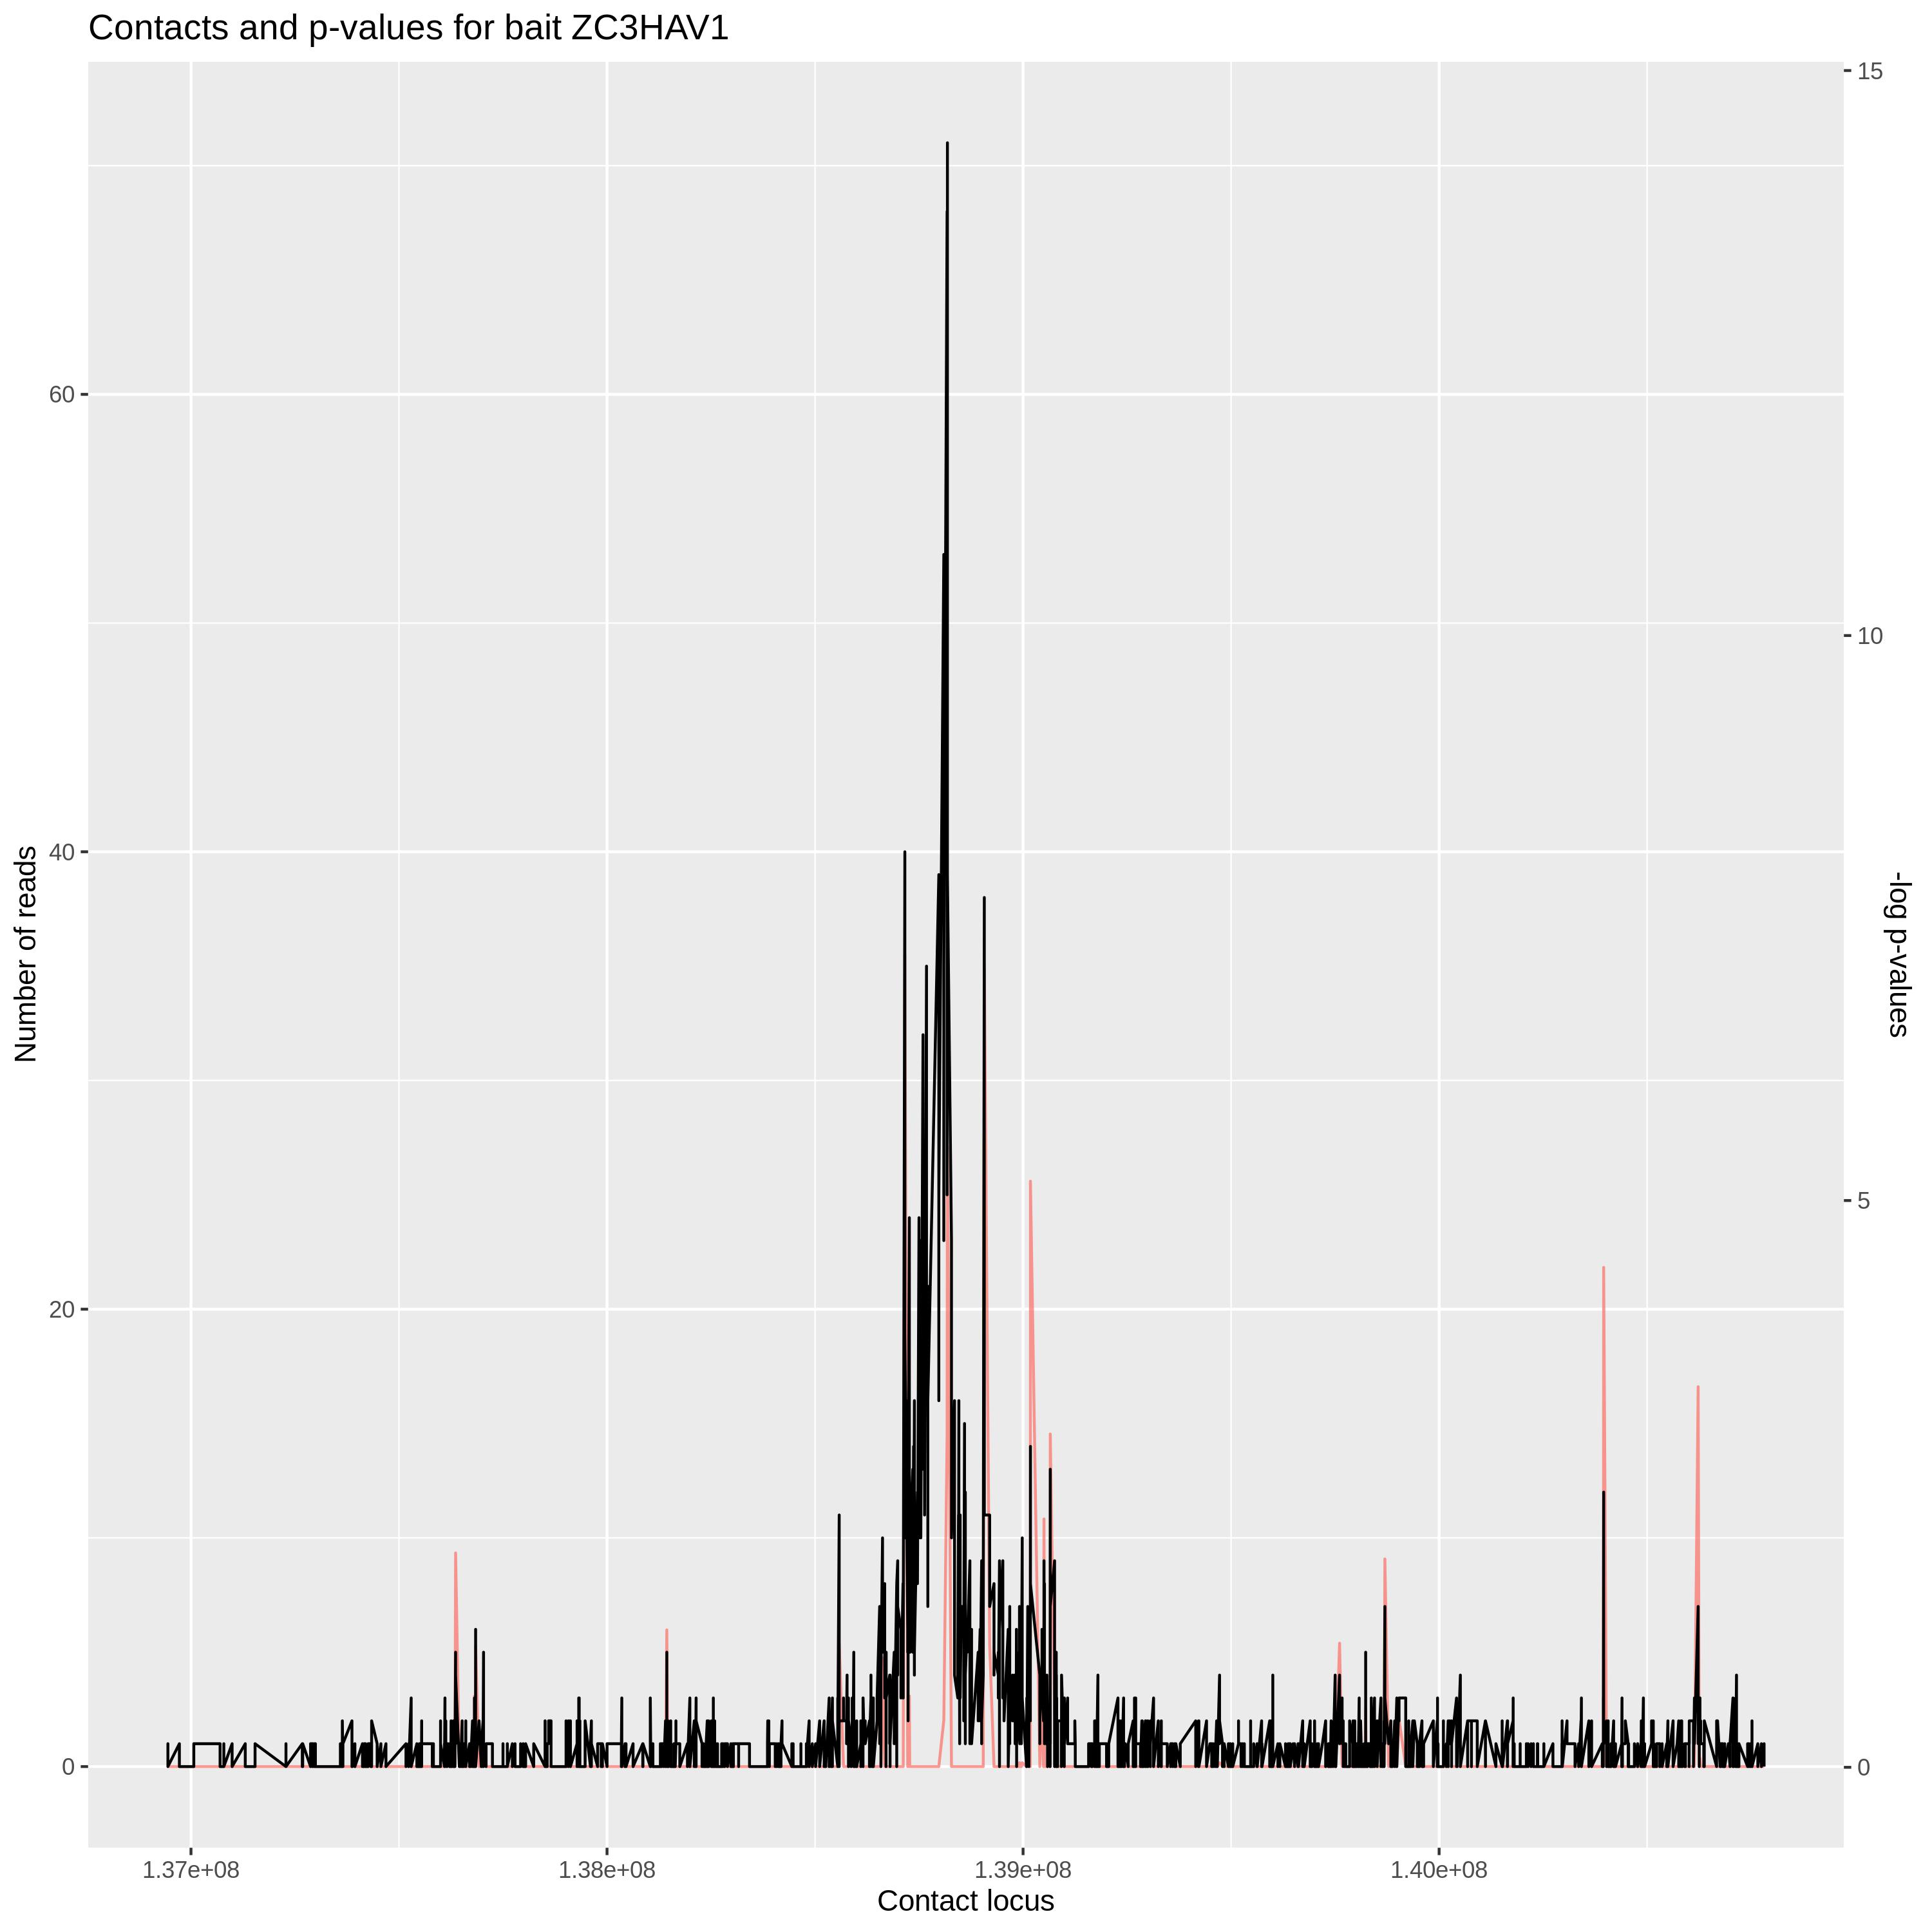 Contacts and p-values for bait ZC3HAV1
15
60
10
40
Number of reads
-log p-values
5
20
0
0
1.37e+08 1.38e+08 1.39e+08 1.40e+08
Contact locus